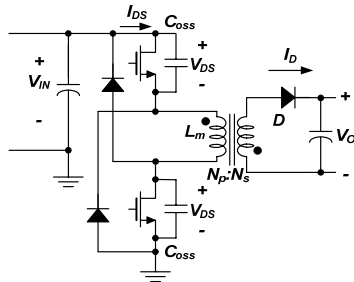 I_DS
C_oss
+
V_DS
-
+
V_IN
-
I_D
L_m
N_p:N_s
D
+
V_O
-
+
V_DS
-
C_oss